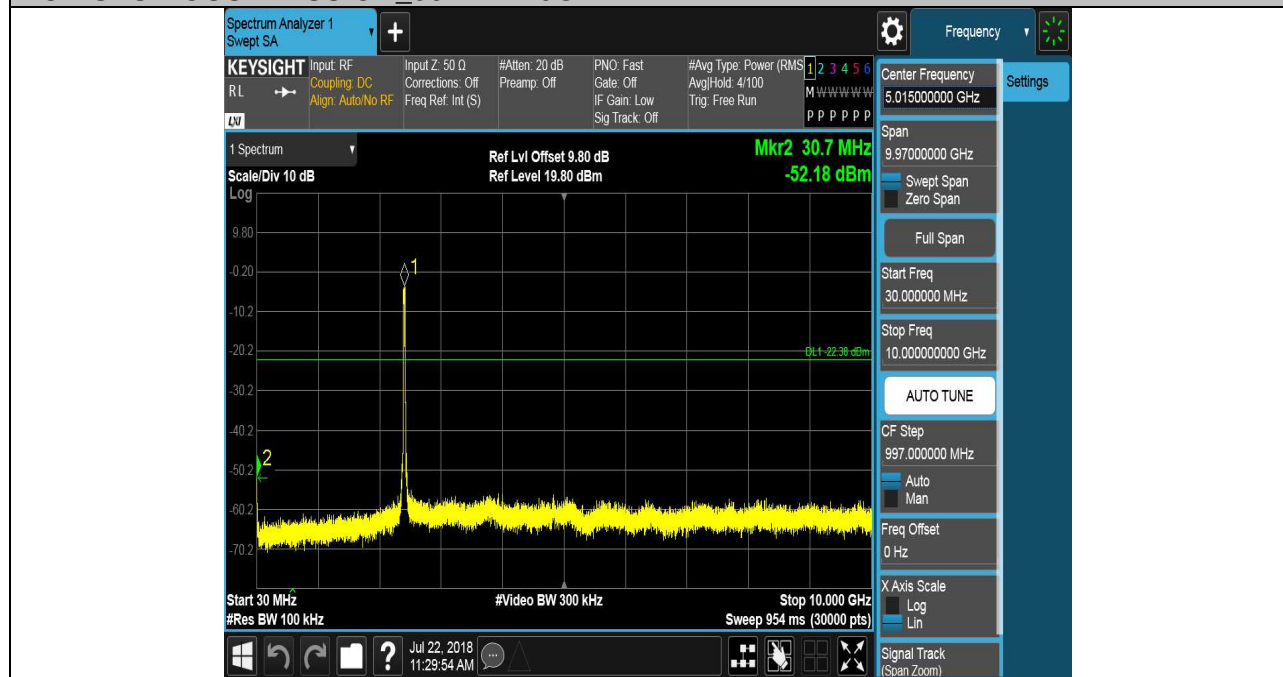 Spectrum Analyzer 1
Swept SA
+
Frequency
KEYSIGHT
RL
LXI
Input: RF
Coupling: DC
Align: Auto/No RF
Input Z: 50 Ω
Corrections: Off
Freq Ref: Int (S)
#Atten: 20 dB
Preamp: Off
PNO: Fast
Gate: Off
IF Gain: Low
Sig Track: Off
#Avg Type: Power (RMS
Avg|Hold: 4/100
Trig: Free Run
1 2 3 4 5 6
M W W W W W
P P P P P P
1 Spectrum
Scale/Div 10 dB
Log
Ref Lvl Offset 9.80 dB
Ref Level 19.80 dBm
Mkr2 30.7 MHz
-52.18 dBm
9.80
-0.20
-10.2
-20.2
-30.2
-40.2
-50.2
-60.2
-70.2
1
2
DL1 -22.36 dBm
Start 30 MHz
#Res BW 100 kHz
#Video BW 300 kHz
Stop 10.000 GHz
Sweep 954 ms (30000 pts)
?
Jul 22, 2018
11:29:54 AM
Center Frequency
5.015000000 GHz
Settings
Span
9.97000000 GHz
Swept Span
Zero Span
Full Span
Start Freq
30.000000 MHz
Stop Freq
10.000000000 GHz
AUTO TUNE
CF Step
997.000000 MHz
Auto
Man
Freq Offset
0 Hz
X Axis Scale
Log
Lin
Signal Track
(Span Zoom)